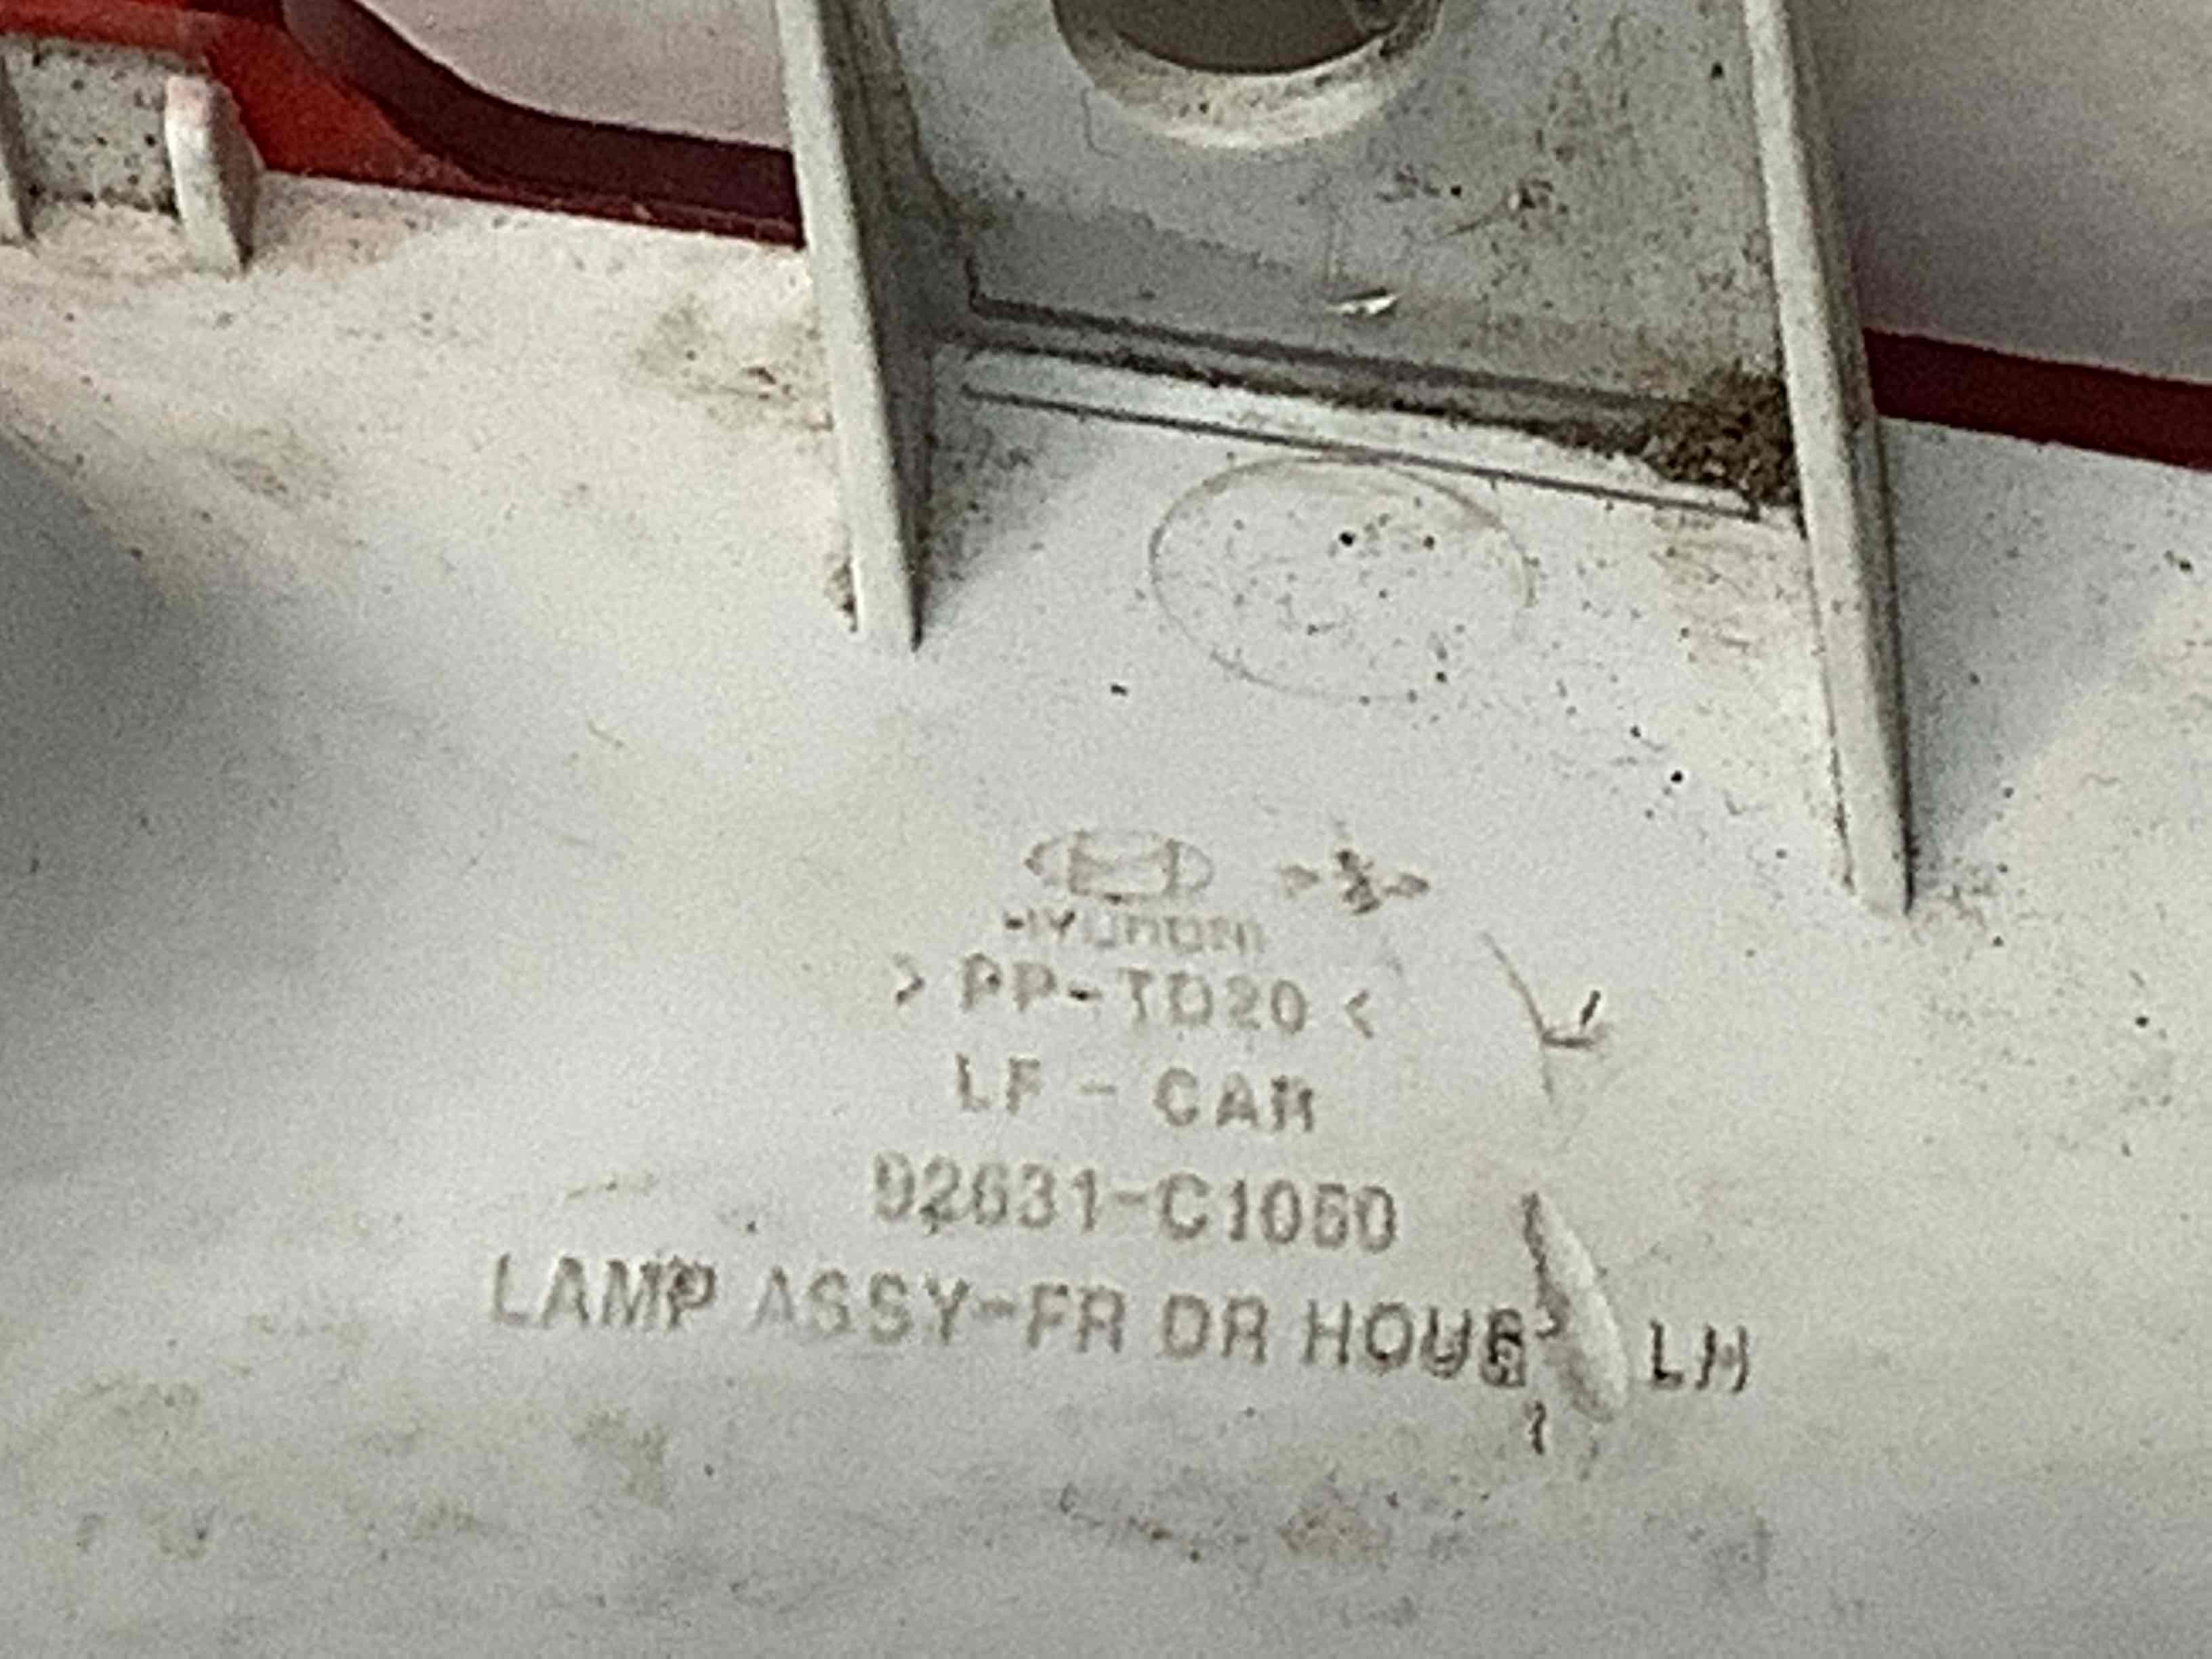 HYUNDAI
> PP-TD20 <
LF - CAR
92631-C1050
LAMP ASSY-FR DR HOUS LH